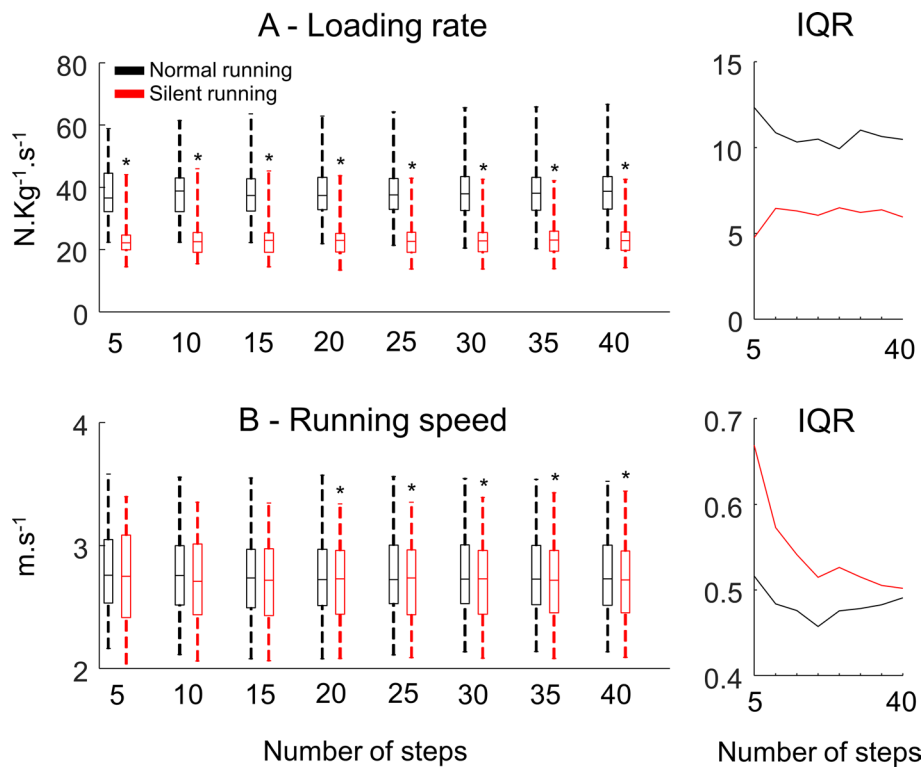 A - Loading rate
IQR
80
60
40
20
0
N.Kg⁻¹.s⁻¹
Normal running
Silent running
* * * * * * * *
5 10 15 20 25 30 35 40
15
10
5
0
5 40
B - Running speed
IQR
4
3
2
m.s⁻¹
* * * * *
5 10 15 20 25 30 35 40
Number of steps
0.7
0.6
0.5
0.4
5 40
Number of steps